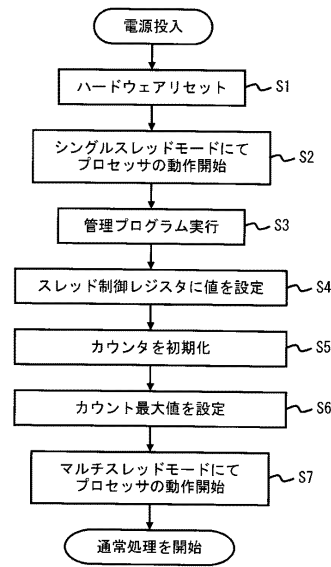 電源投入
ハードウェアリセット
S1
シングルスレッドモードにて
プロセッサの動作開始
S2
管理プログラム実行
S3
スレッド制御レジスタに値を設定
S4
カウンタを初期化
S5
カウント最大値を設定
S6
マルチスレッドモードにて
プロセッサの動作開始
S7
通常処理を開始